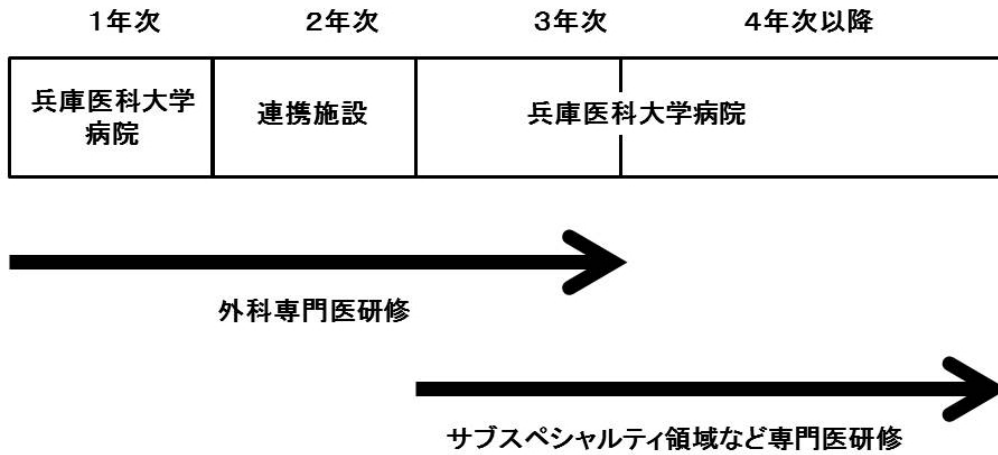 1年次 2年次 3年次 4年次以降
兵庫医科大学
病院
連携施設
兵庫医科大学病院
外科専門医研修
サブスペシャルティ領域など専門医研修